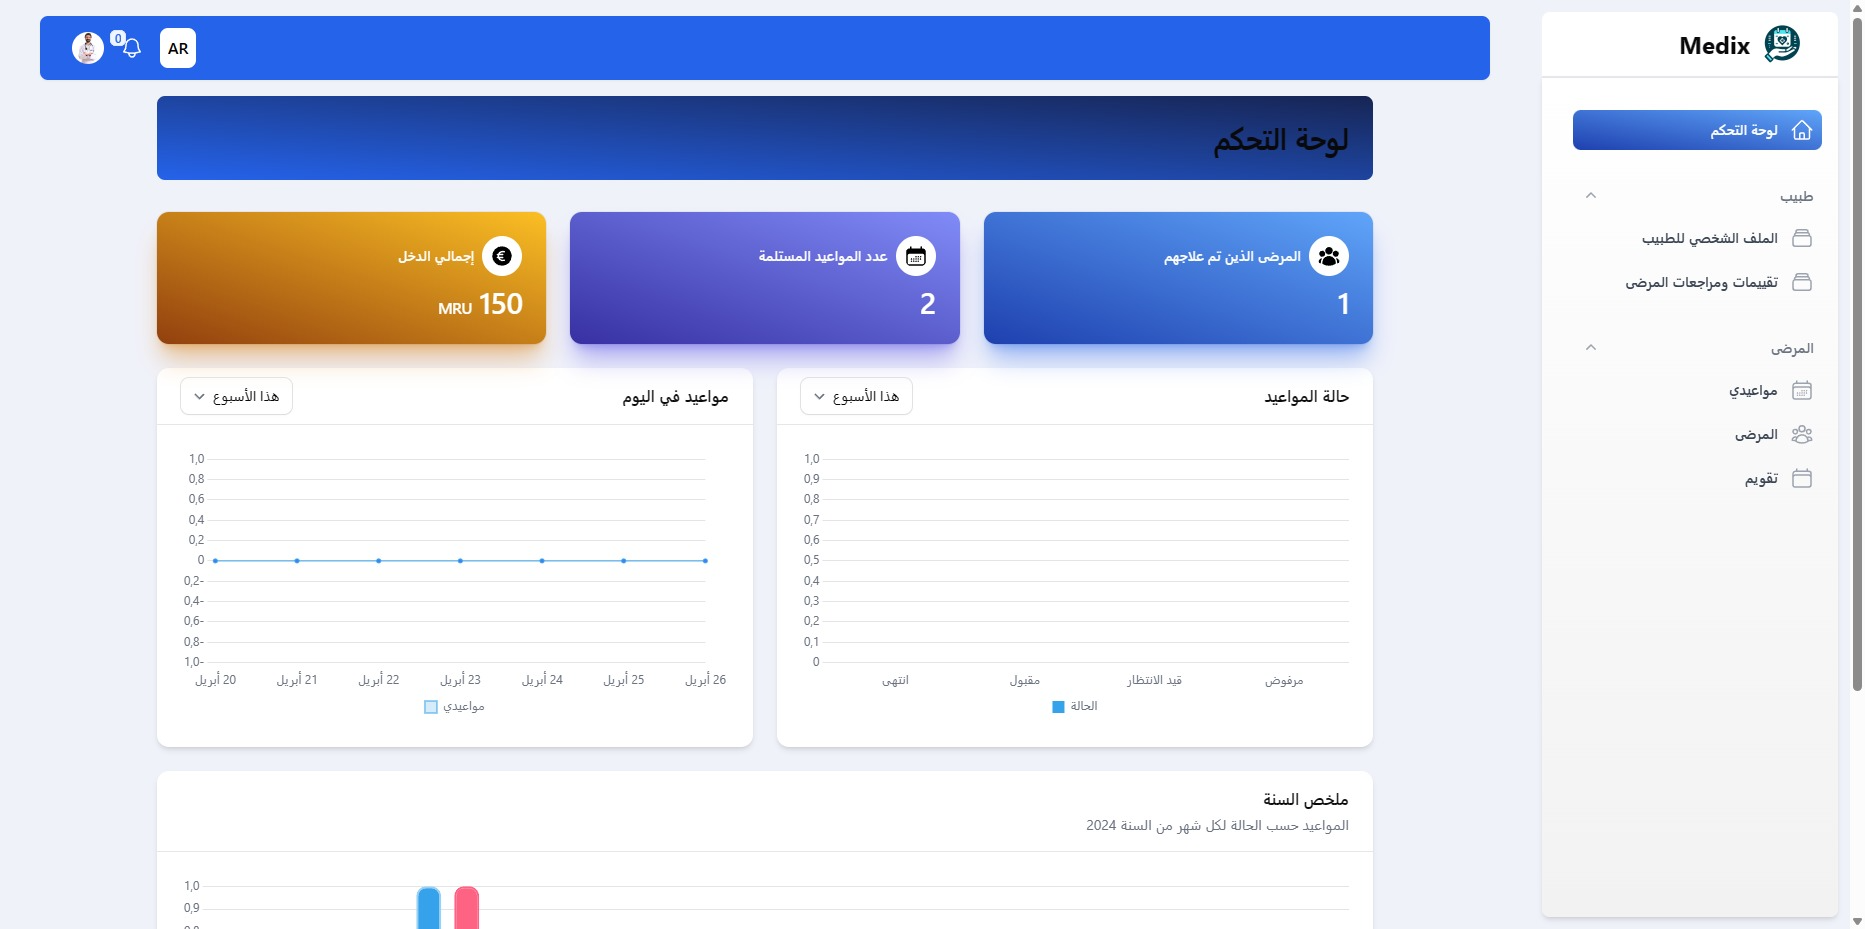 Medix
لوحة التحكم
طبيب
الملف الشخصي للطبيب
تقييمات ومراجعات المرضى
المرضى
مواعيدي
المرضى
تقويم
AR
0
لوحة التحكم
المرضى الذين تم علاجهم
1
عدد المواعيد المستلمة
2
إجمالي الدخل
150 MRU
حالة المواعيد
هذا الأسبوع
1,0
0,9
0,8
0,7
0,6
0,5
0,4
0,3
0,2
0,1
0
انتهى
مقبول
قيد الانتظار
مرفوض
الحالة
مواعيد في اليوم
هذا الأسبوع
1,0
0,8
0,6
0,4
0,2
0
0,2-
0,4-
0,6-
0,8-
1,0-
20 أبريل
21 أبريل
22 أبريل
23 أبريل
24 أبريل
25 أبريل
26 أبريل
مواعيدي
ملخص السنة
المواعيد حسب الحالة لكل شهر من السنة 2024
1,0
0,9